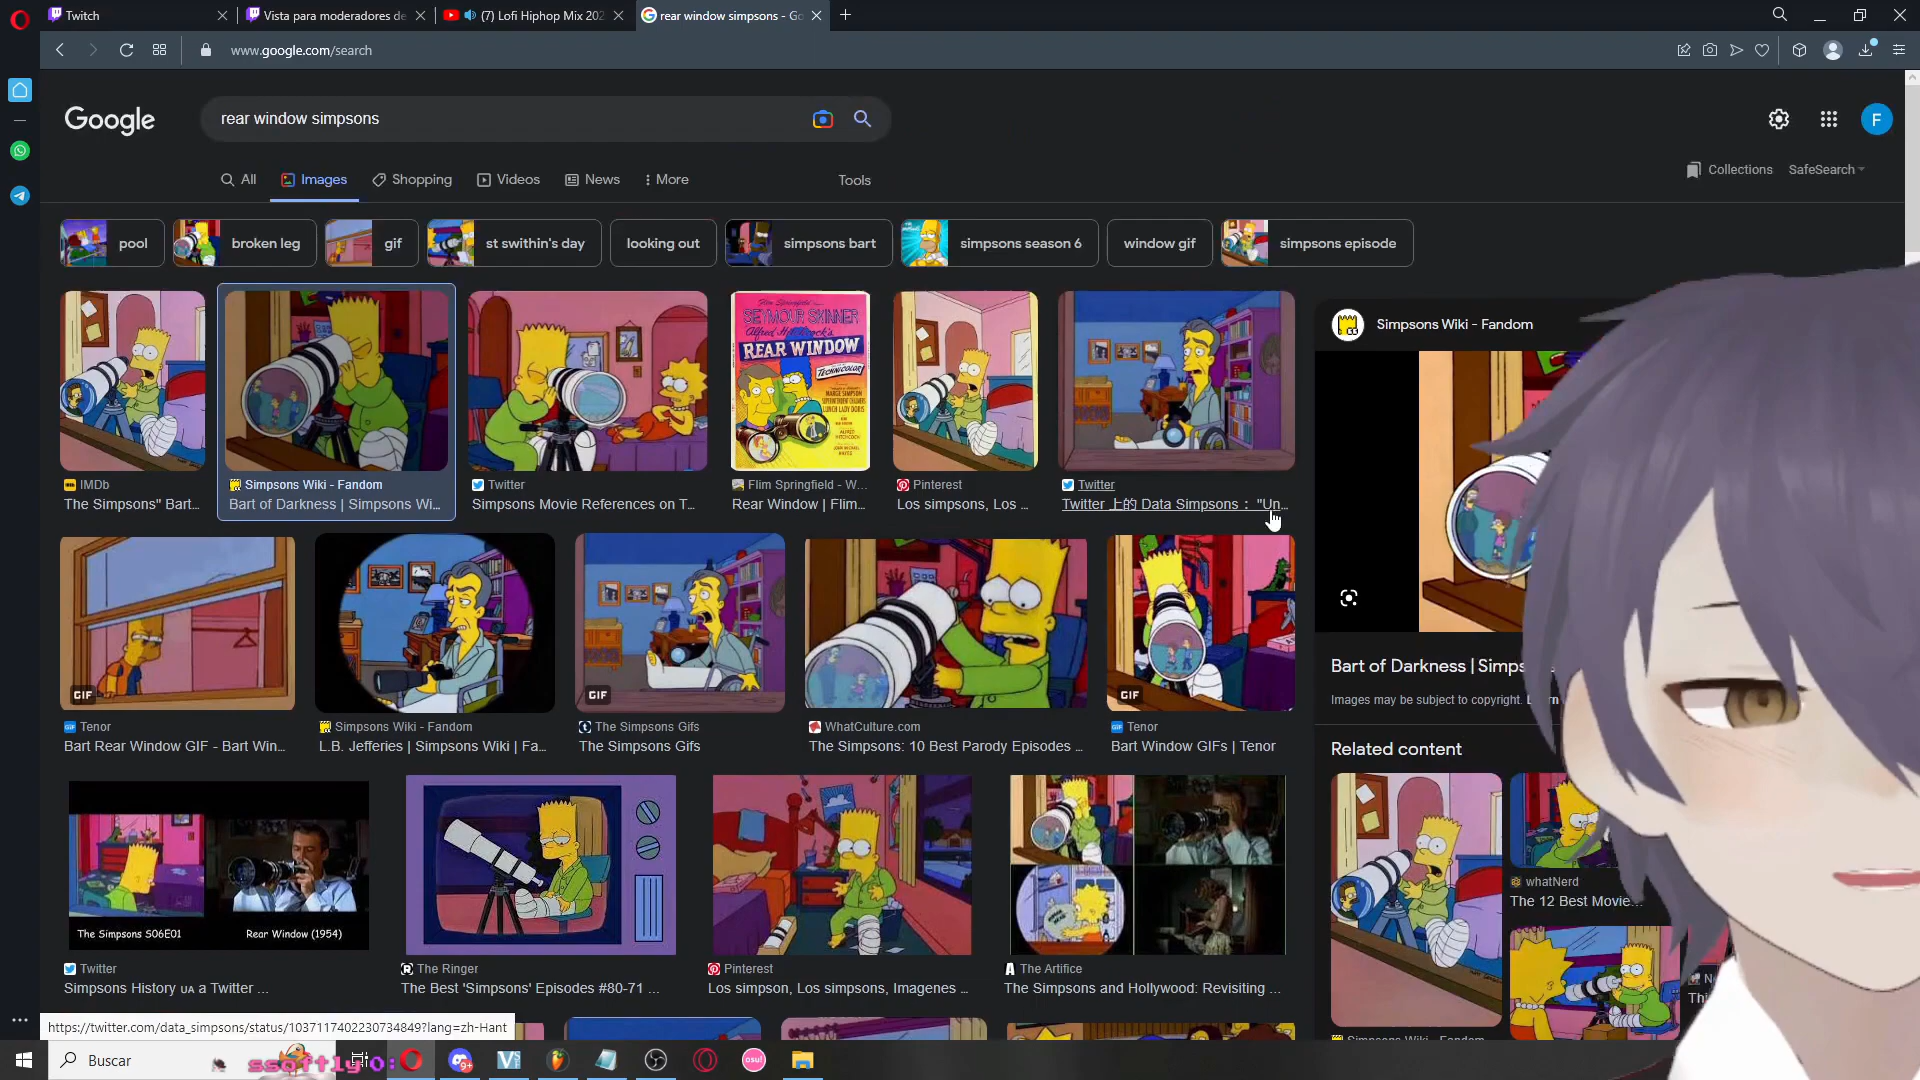 Twitch
Vista para moderadores de
(7) Lofi Hiphop Mix 202
rear window simpsons - Go
www.google.com/search
Google
rear window simpsons
F
All
Images
Shopping
Videos
News
More
Tools
Collections
SafeSearch
pool
broken leg
gif
st swithin's day
looking out
simpsons bart
simpsons season 6
window gif
simpsons episode
SEYMOUR SKINNER
REAR WINDOW
TECHNICOLOR
IMDb
The Simpsons" Bart...
Simpsons Wiki - Fandom
Bart of Darkness | Simpsons Wi...
Twitter
Simpsons Movie References on T...
Flim Springfield - W...
Rear Window | Flim...
Pinterest
Los simpsons, Los ...
Twitter
Twitter 上的 Data Simpsons： "Un...
Simpsons Wiki - Fandom
GIF
GIF
GIF
Tenor
Bart Rear Window GIF - Bart Win...
Simpsons Wiki - Fandom
L.B. Jefferies | Simpsons Wiki | Fa...
The Simpsons Gifs
The Simpsons Gifs
WhatCulture.com
The Simpsons: 10 Best Parody Episodes ...
Tenor
Bart Window GIFs | Tenor
Bart of Darkness | Simps
Images may be subject to copyright.
Related content
The Simpsons S06E01
Rear Window (1954)
Twitter
Simpsons History ᴜᴀ a Twitter ...
The Ringer
The Best 'Simpsons' Episodes #80-71 ...
Pinterest
Los simpson, Los simpsons, Imagenes ...
The Artifice
The Simpsons and Hollywood: Revisiting ...
whatNerd
The 12 Best Movie...
https://twitter.com/data_simpsons/status/1037117402230734849?lang=zh-Hant
Buscar
ssoftly o:
9+
osu!